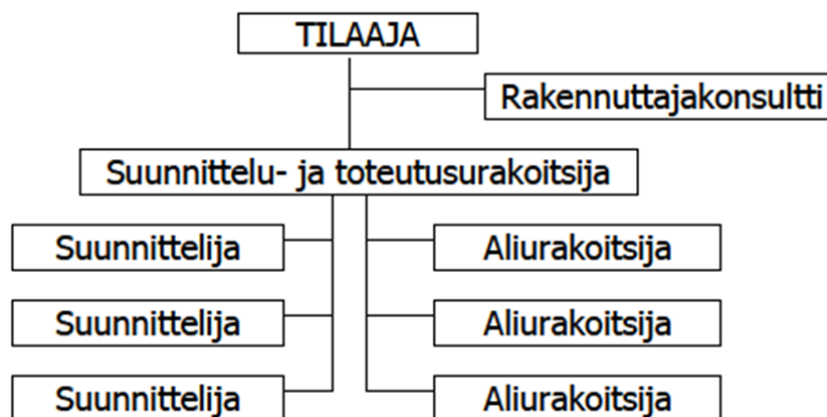 TILAAJA
Rakennuttajakonsultti
Suunnittelu- ja toteutusurakoitsija
Suunnittelija
Aliurakoitsija
Suunnittelija
Aliurakoitsija
Suunnittelija
Aliurakoitsija